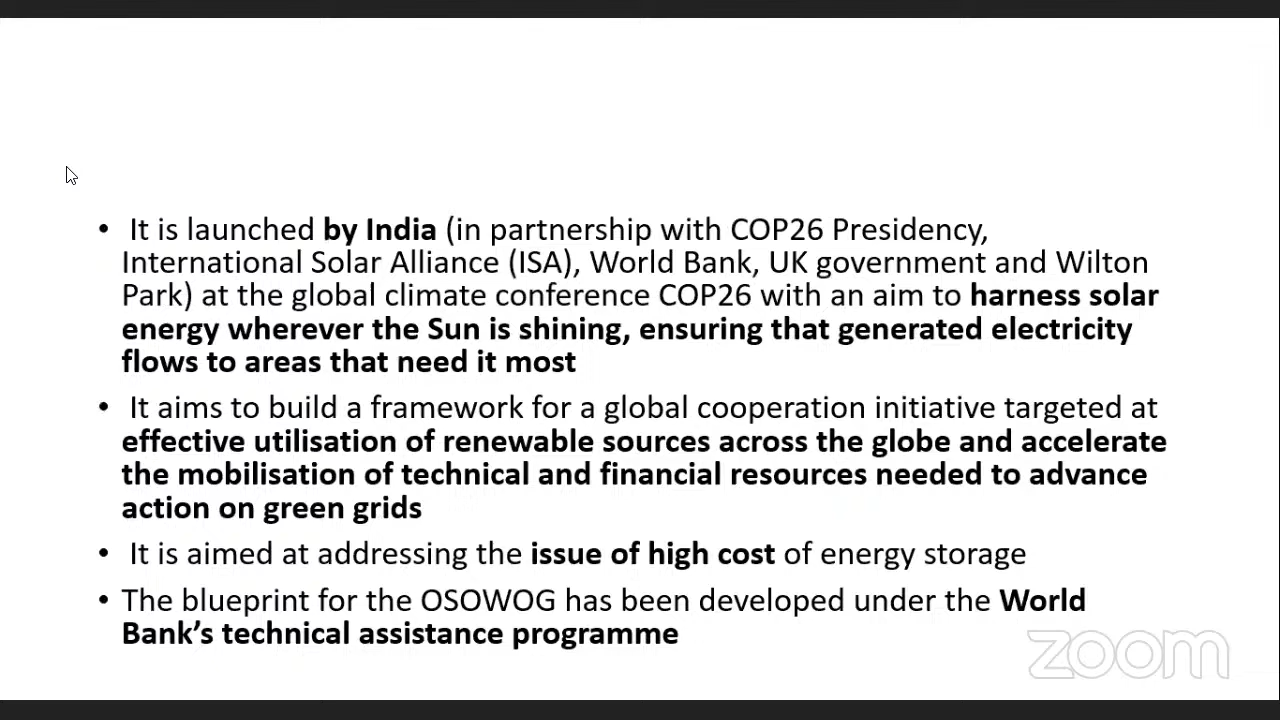 • It is launched by India (in partnership with COP26 Presidency,
International Solar Alliance (ISA), World Bank, UK government and Wilton
Park) at the global climate conference COP26 with an aim to harness solar
energy wherever the Sun is shining, ensuring that generated electricity
flows to areas that need it most
• It aims to build a framework for a global cooperation initiative targeted at
effective utilisation of renewable sources across the globe and accelerate
the mobilisation of technical and financial resources needed to advance
action on green grids
• It is aimed at addressing the issue of high cost of energy storage
• The blueprint for the OSOWOG has been developed under the World
Bank’s technical assistance programme
zoom